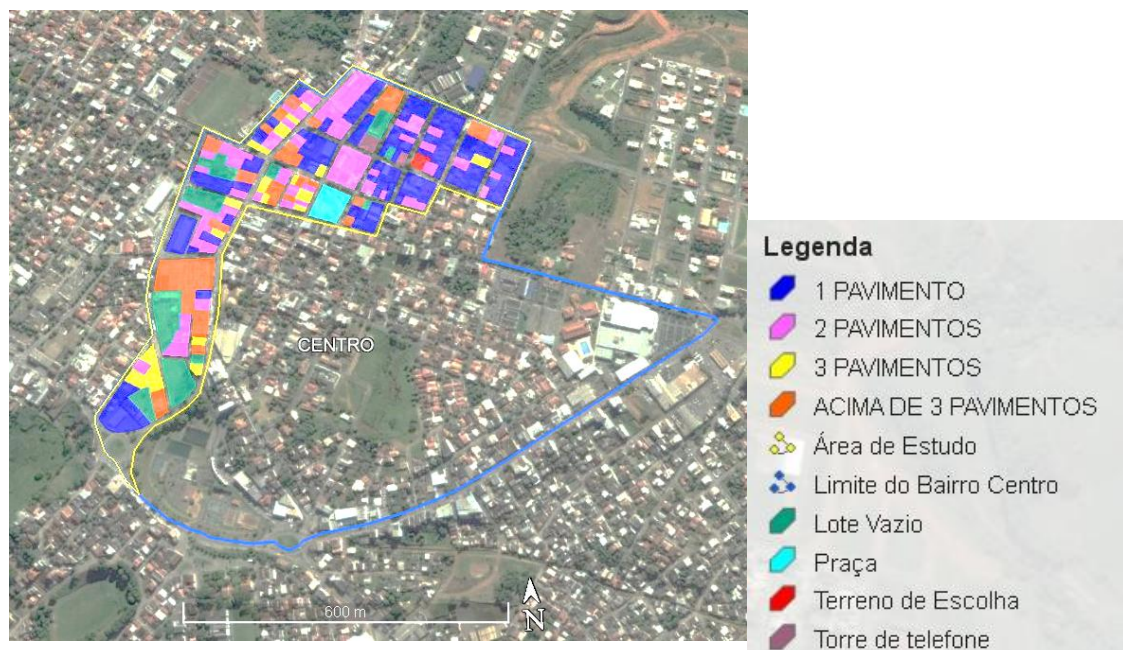 CENTRO
600 m
N
Legenda
1 PAVIMENTO
2 PAVIMENTOS
3 PAVIMENTOS
ACIMA DE 3 PAVIMENTOS
Área de Estudo
Limite do Bairro Centro
Lote Vazio
Praça
Terreno de Escolha
Torre de telefone